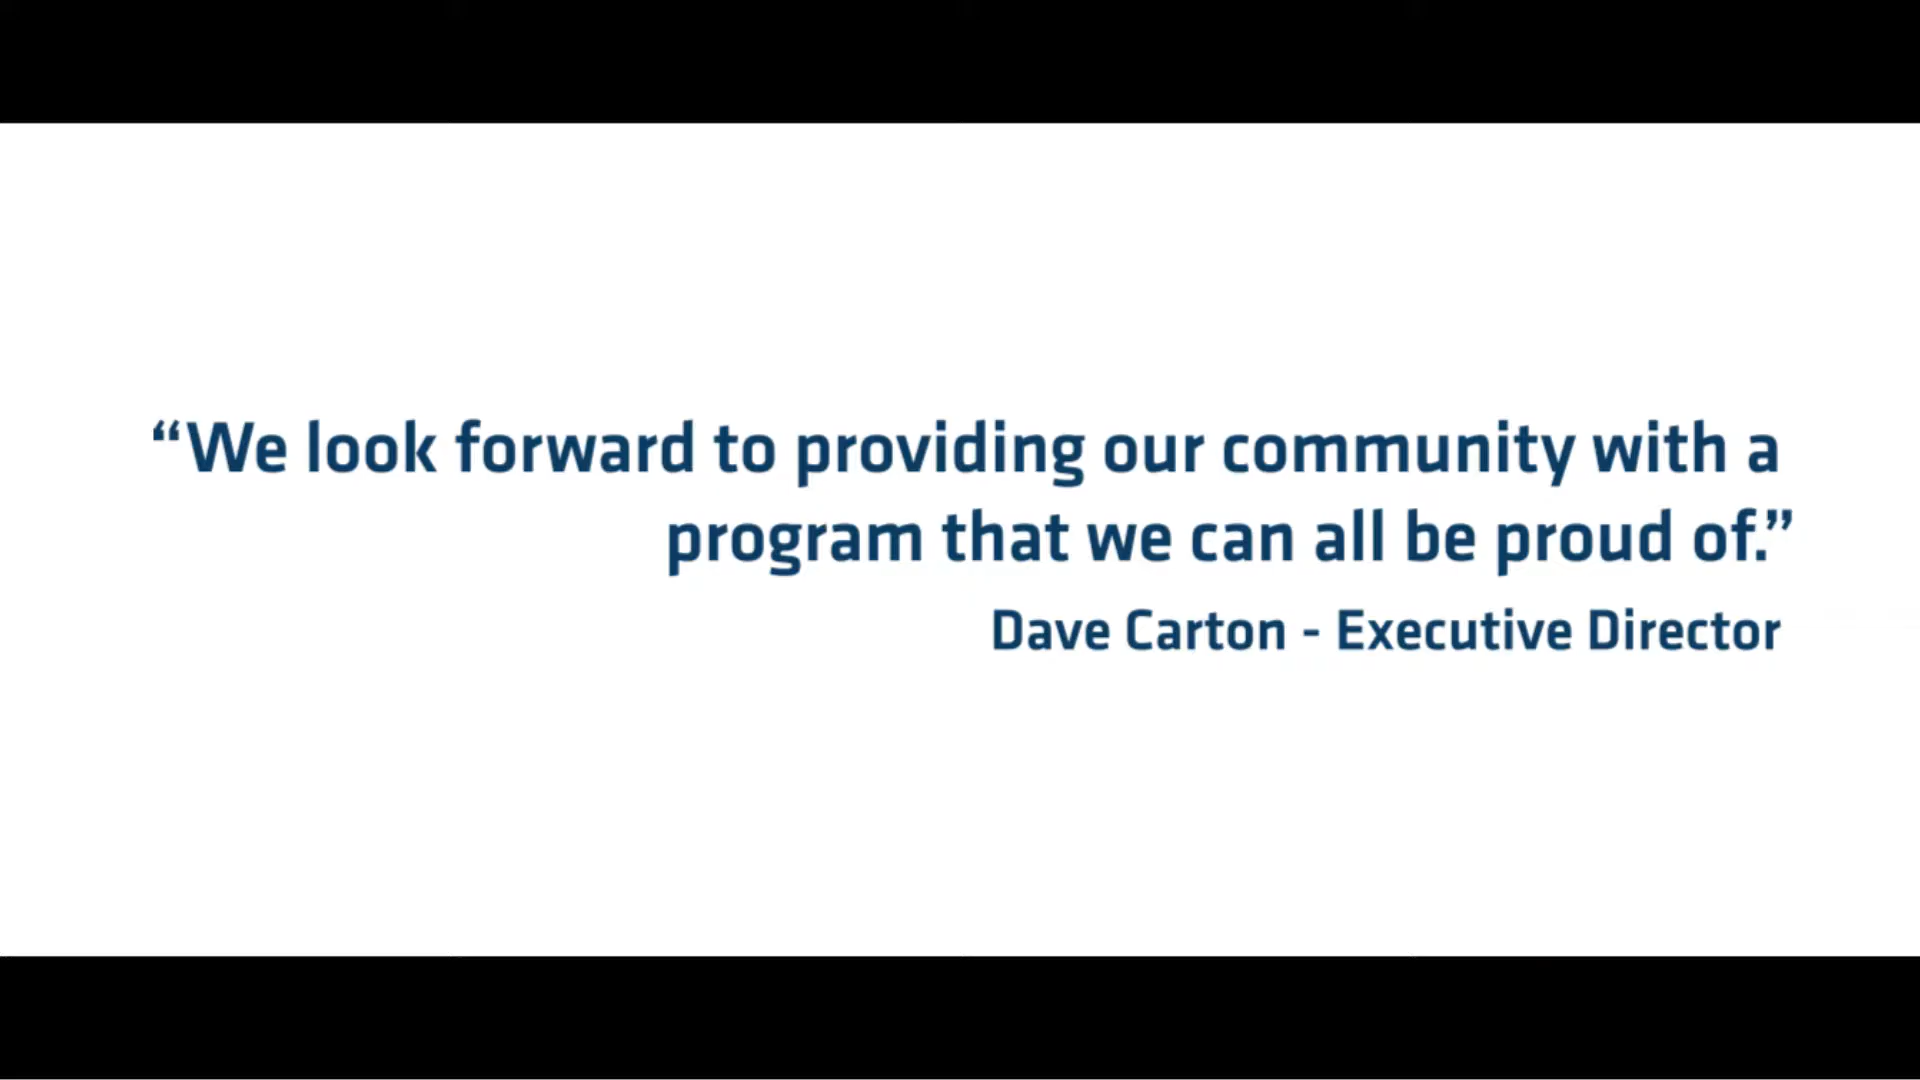 “We look forward to providing our community with a
program that we can all be proud of.”
Dave Carton - Executive Director